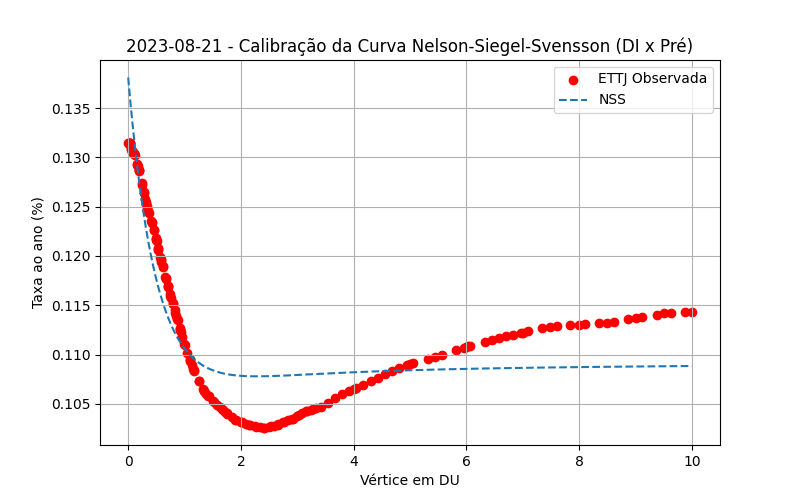 2023-08-21 - Calibração da Curva Nelson-Siegel-Svensson (DI x Pré)
ETTJ Observada
NSS
Taxa ao ano (%)
0.135
0.130
0.125
0.120
0.115
0.110
0.105
0 2 4 6 8 10
Vértice em DU